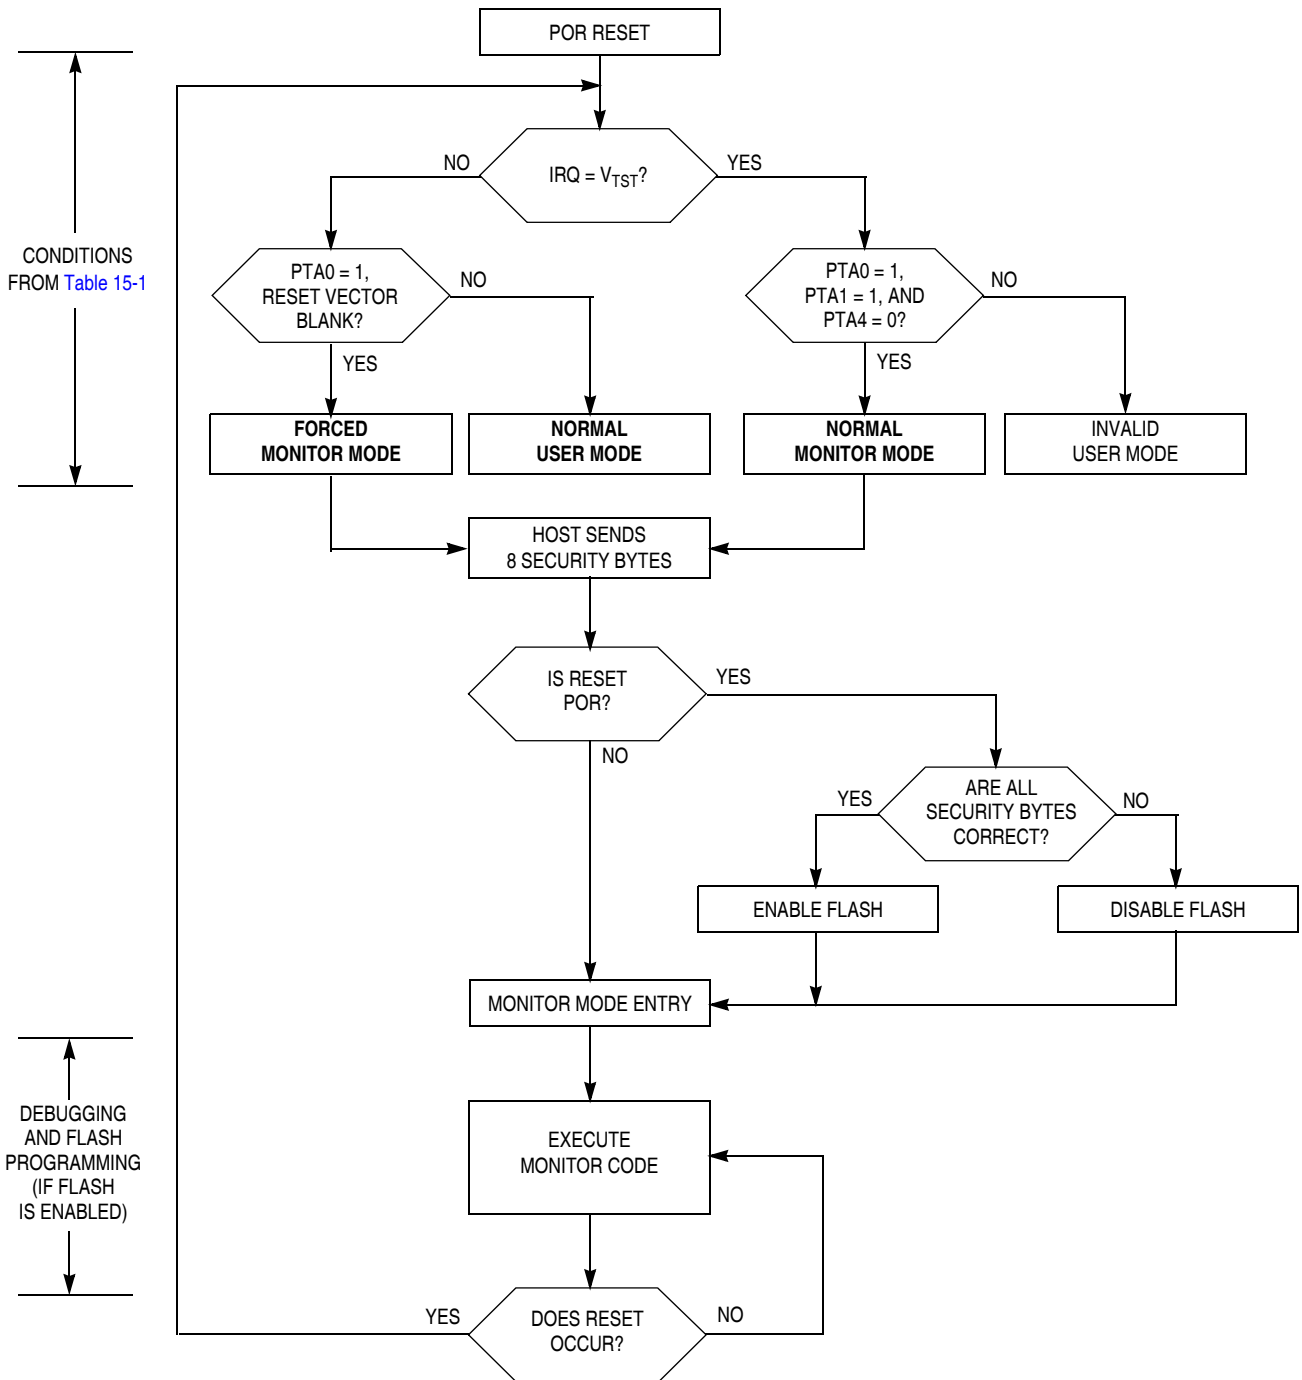 POR RESET
NO
IRQ = VTST?
YES
CONDITIONS
FROM Table 15-1
PTA0 = 1,
RESET VECTOR
BLANK?
NO
YES
PTA0 = 1,
PTA1 = 1, AND
PTA4 = 0?
NO
YES
FORCED
MONITOR MODE
NORMAL
USER MODE
NORMAL
MONITOR MODE
INVALID
USER MODE
HOST SENDS
8 SECURITY BYTES
IS RESET
POR?
YES
NO
YES
ARE ALL
SECURITY BYTES
CORRECT?
NO
ENABLE FLASH
DISABLE FLASH
MONITOR MODE ENTRY
DEBUGGING
AND FLASH
PROGRAMMING
(IF FLASH
IS ENABLED)
EXECUTE
MONITOR CODE
YES
DOES RESET
OCCUR?
NO